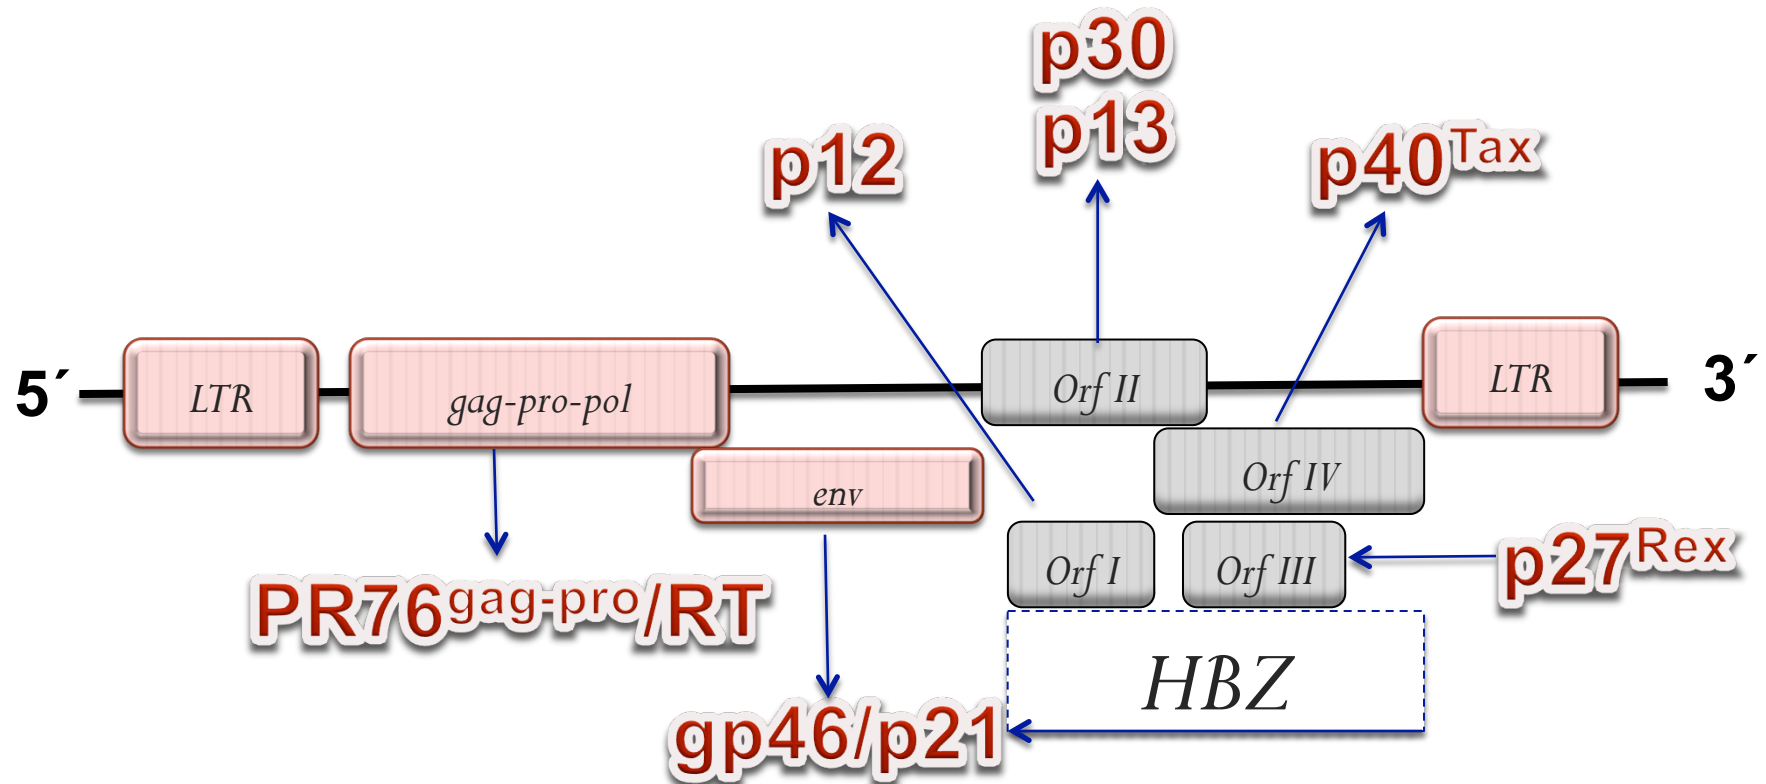 p30
p13
p12
p40Tax
5´
LTR
gag-pro-pol
Orf II
LTR
3´
env
Orf IV
Orf I
Orf III
p27Rex
PR76gag-pro/RT
HBZ
gp46/p21